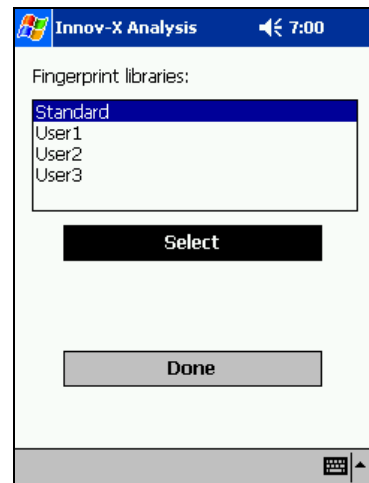 Innov-X Analysis 7:00
Fingerprint libraries:
Standard
User1
User2
User3
Select
Done